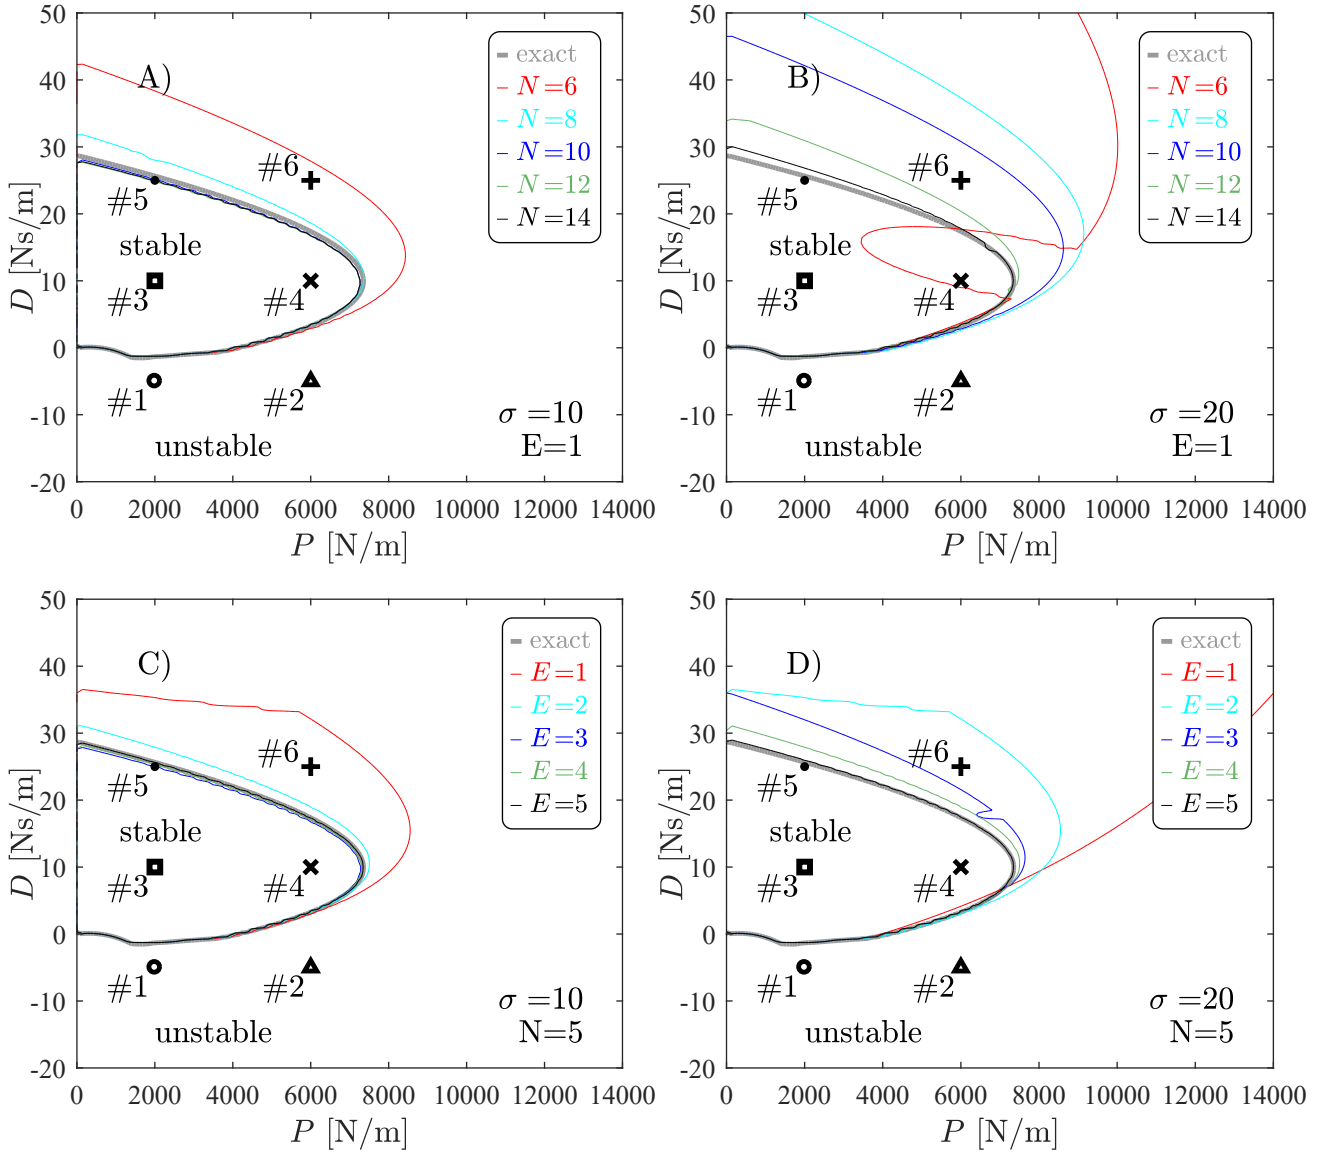 A)
exact
N=6
N=8
N=10
N=12
N=14
50
40
30
20
10
0
-10
-20
D [Ns/m]
#6
#5
stable
#3
#4
#1
#2
unstable
σ =10
E=1
0 2000 4000 6000 8000 10000 12000 14000
P [N/m]
B)
exact
N=6
N=8
N=10
N=12
N=14
50
40
30
20
10
0
-10
-20
D [Ns/m]
#6
#5
stable
#3
#4
#1
#2
unstable
σ =20
E=1
0 2000 4000 6000 8000 10000 12000 14000
P [N/m]
C)
exact
E=1
E=2
E=3
E=4
E=5
50
40
30
20
10
0
-10
-20
D [Ns/m]
#6
#5
stable
#3
#4
#1
#2
unstable
σ =10
N=5
0 2000 4000 6000 8000 10000 12000 14000
P [N/m]
D)
exact
E=1
E=2
E=3
E=4
E=5
50
40
30
20
10
0
-10
-20
D [Ns/m]
#6
#5
stable
#3
#4
#1
#2
unstable
σ =20
N=5
0 2000 4000 6000 8000 10000 12000 14000
P [N/m]